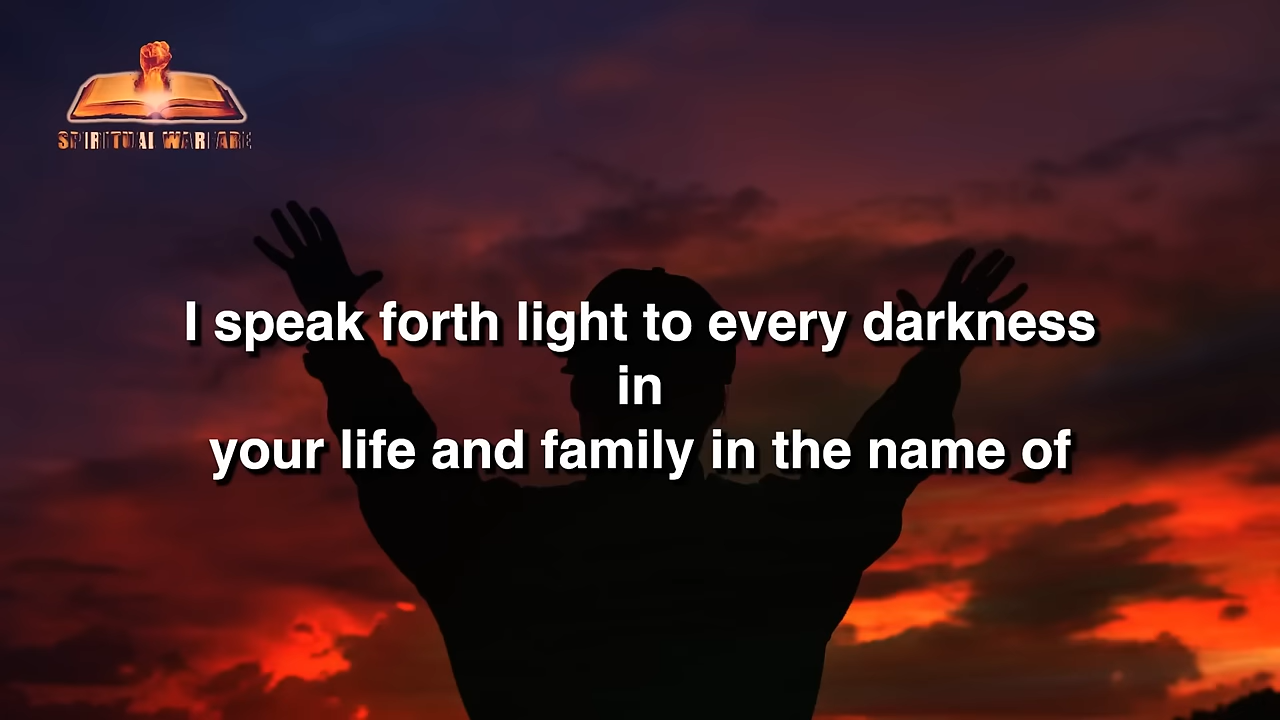 SPIRITUAL WARFARE
I speak forth light to every darkness
in
your life and family in the name of